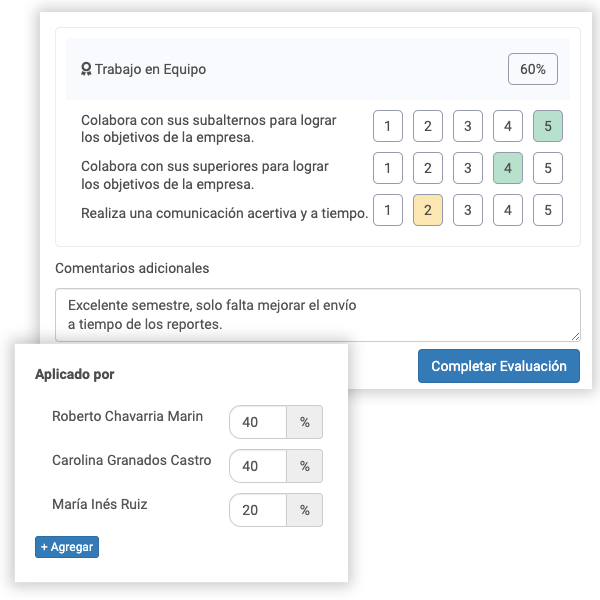 Trabajo en Equipo 60%
Colabora con sus subalternos para lograr
los objetivos de la empresa.
1 2 3 4 5
Colabora con sus superiores para lograr
los objetivos de la empresa.
1 2 3 4 5
Realiza una comunicación acertiva y a tiempo. 1 2 3 4 5
Comentarios adicionales
Excelente semestre, solo falta mejorar el envío
a tiempo de los reportes.
Completar Evaluación
Aplicado por
Roberto Chavarria Marin 40 %
Carolina Granados Castro 40 %
María Inés Ruiz 20 %
+ Agregar